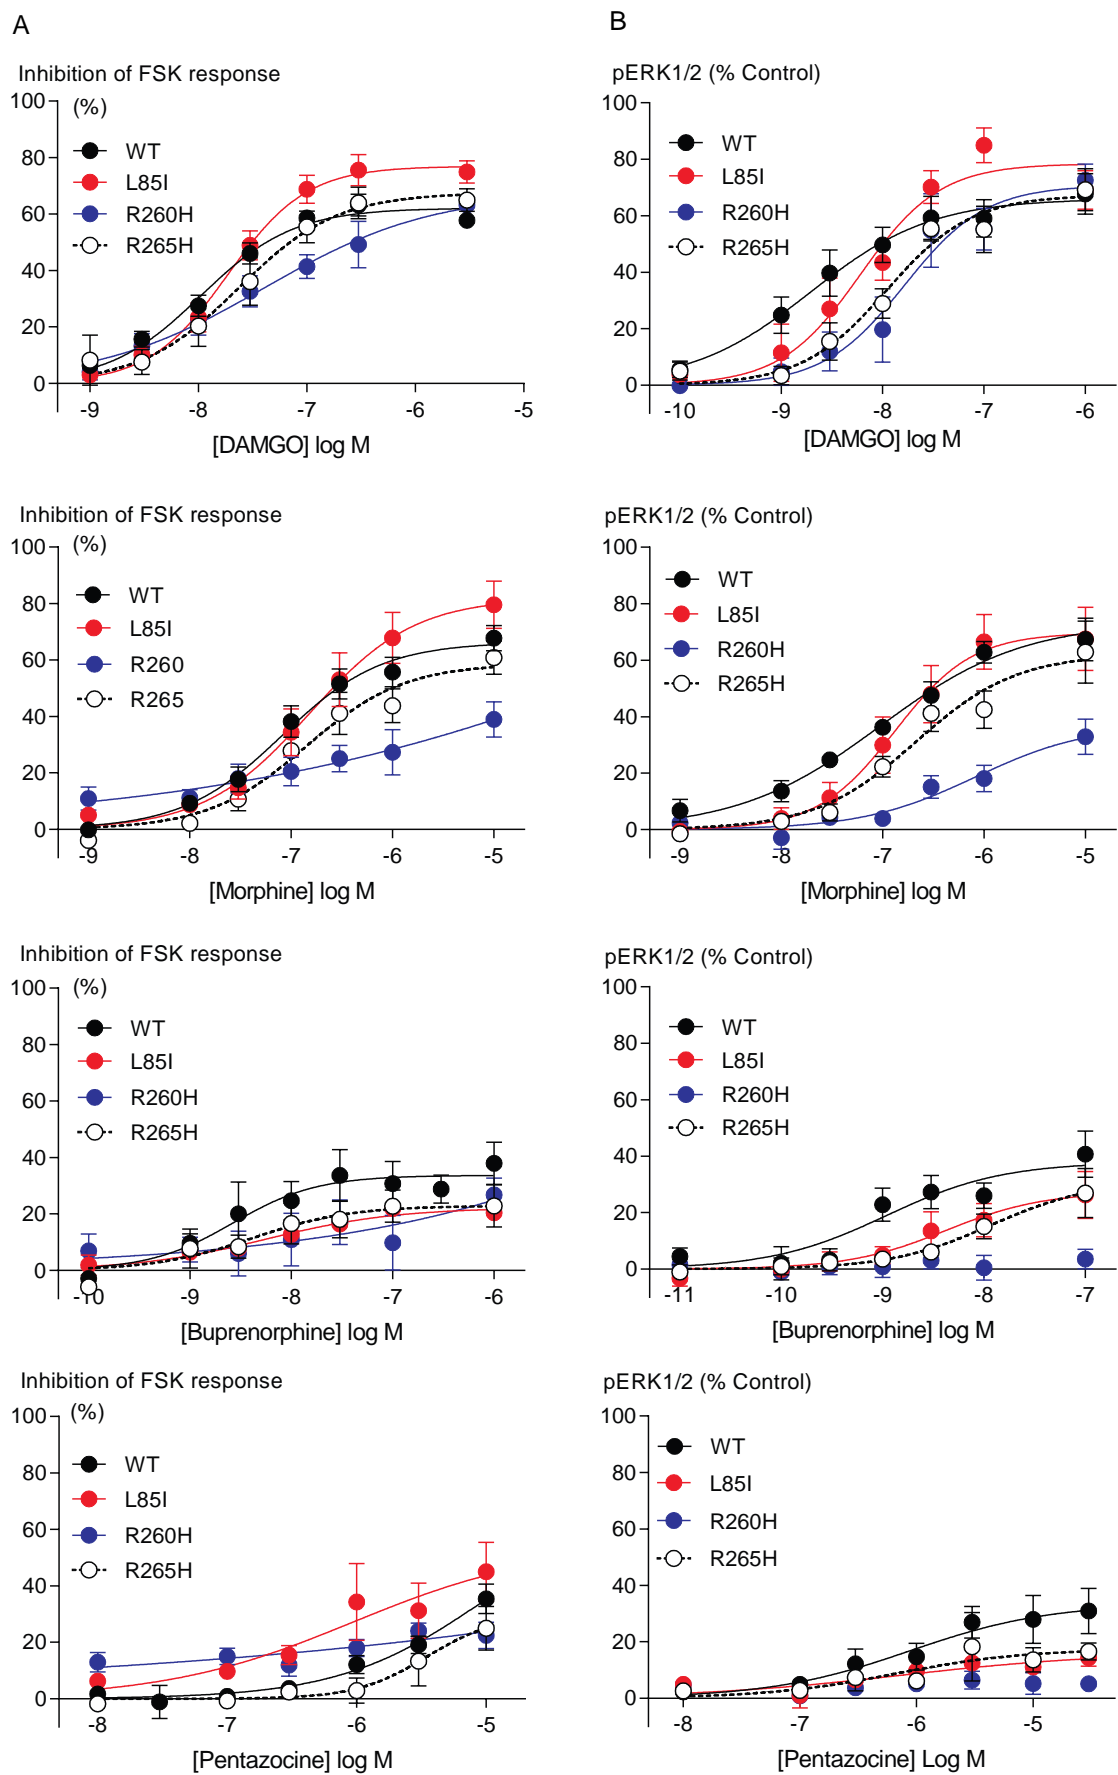 A
B
Inhibition of FSK response
(%)
100
80
60
40
20
0
WT
L85I
R260H
R265H
-9
-8
-7
-6
-5
[DAMGO] log M
pERK1/2 (% Control)
100
80
60
40
20
0
WT
L85I
R260H
R265H
-10
-9
-8
-7
-6
[DAMGO] log M
Inhibition of FSK response
(%)
100
80
60
40
20
0
WT
L85I
R260
R265
-9
-8
-7
-6
-5
[Morphine] log M
pERK1/2 (% Control)
100
80
60
40
20
0
WT
L85I
R260H
R265H
-9
-8
-7
-6
-5
[Morphine] log M
Inhibition of FSK response
(%)
100
80
60
40
20
0
WT
L85I
R260H
R265H
-10
-9
-8
-7
-6
[Buprenorphine] log M
pERK1/2 (% Control)
100
80
60
40
20
0
WT
L85I
R260H
R265H
-11
-10
-9
-8
-7
[Buprenorphine] log M
Inhibition of FSK response
(%)
100
80
60
40
20
0
WT
L85I
R260H
R265H
-8
-7
-6
-5
[Pentazocine] log M
pERK1/2 (% Control)
100
80
60
40
20
0
WT
L85I
R260H
R265H
-8
-7
-6
-5
[Pentazocine] Log M